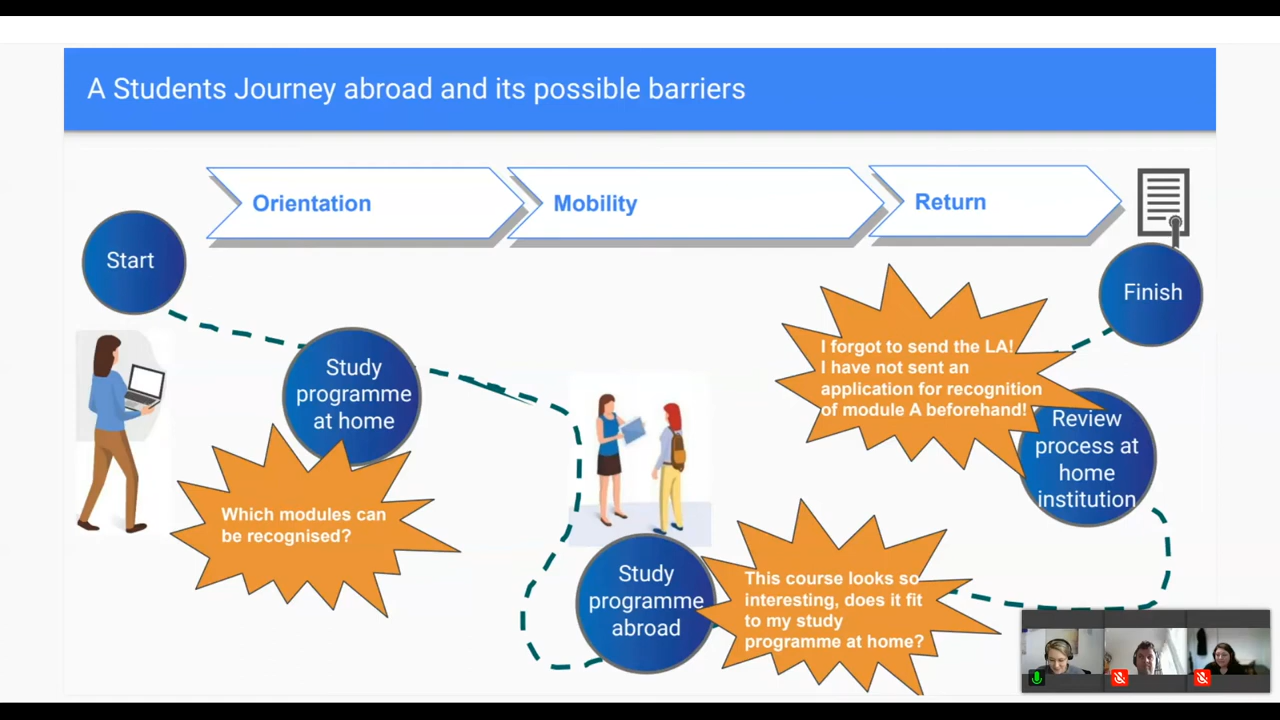 A Students Journey abroad and its possible barriers
Orientation
Mobility
Return
Start
Finish
Study
programme
at home
I forgot to send the LA!
I have not sent an
application for recognition
of module A beforehand!
Review
process at
home
institution
Which modules can
be recognised?
Study
programme
abroad
This course looks so
interesting, does it fit
to my study
programme at home?